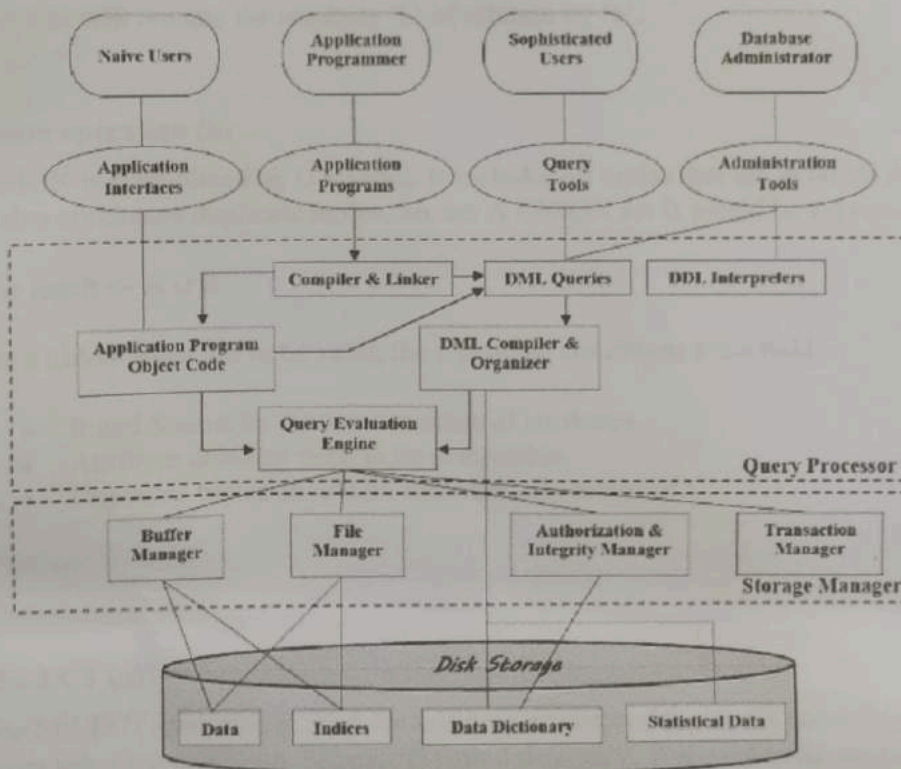 Naive Users
Application
Programmer
Sophisticated
Users
Database
Administrator
Application
Interfaces
Application
Programs
Query
Tools
Administration
Tools
Compiler & Linker
DML Queries
DDL Interpreters
Application Program
Object Code
DML Compiler &
Organizer
Query Evaluation
Engine
Query Processor
Buffer
Manager
File
Manager
Authorization &
Integrity Manager
Transaction
Manager
Storage Manager
Disk Storage
Data
Indices
Data Dictionary
Statistical Data